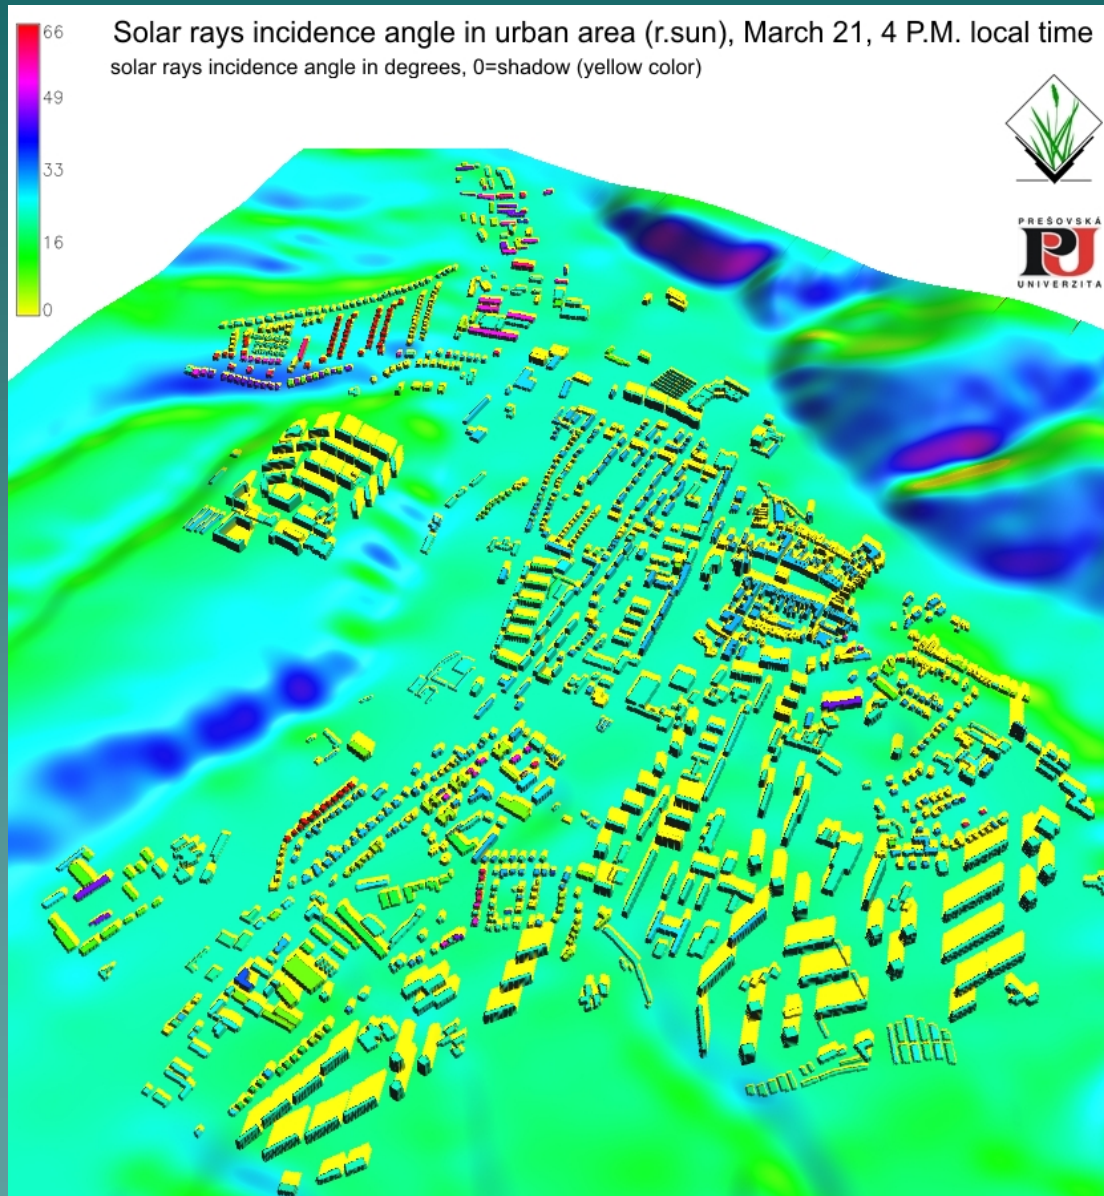 Solar rays incidence angle in urban area (r.sun), March 21, 4 P.M. local time
solar rays incidence angle in degrees, 0=shadow (yellow color)
66
49
33
16
0
PREŠOVSKÁ
PU
UNIVERZITA